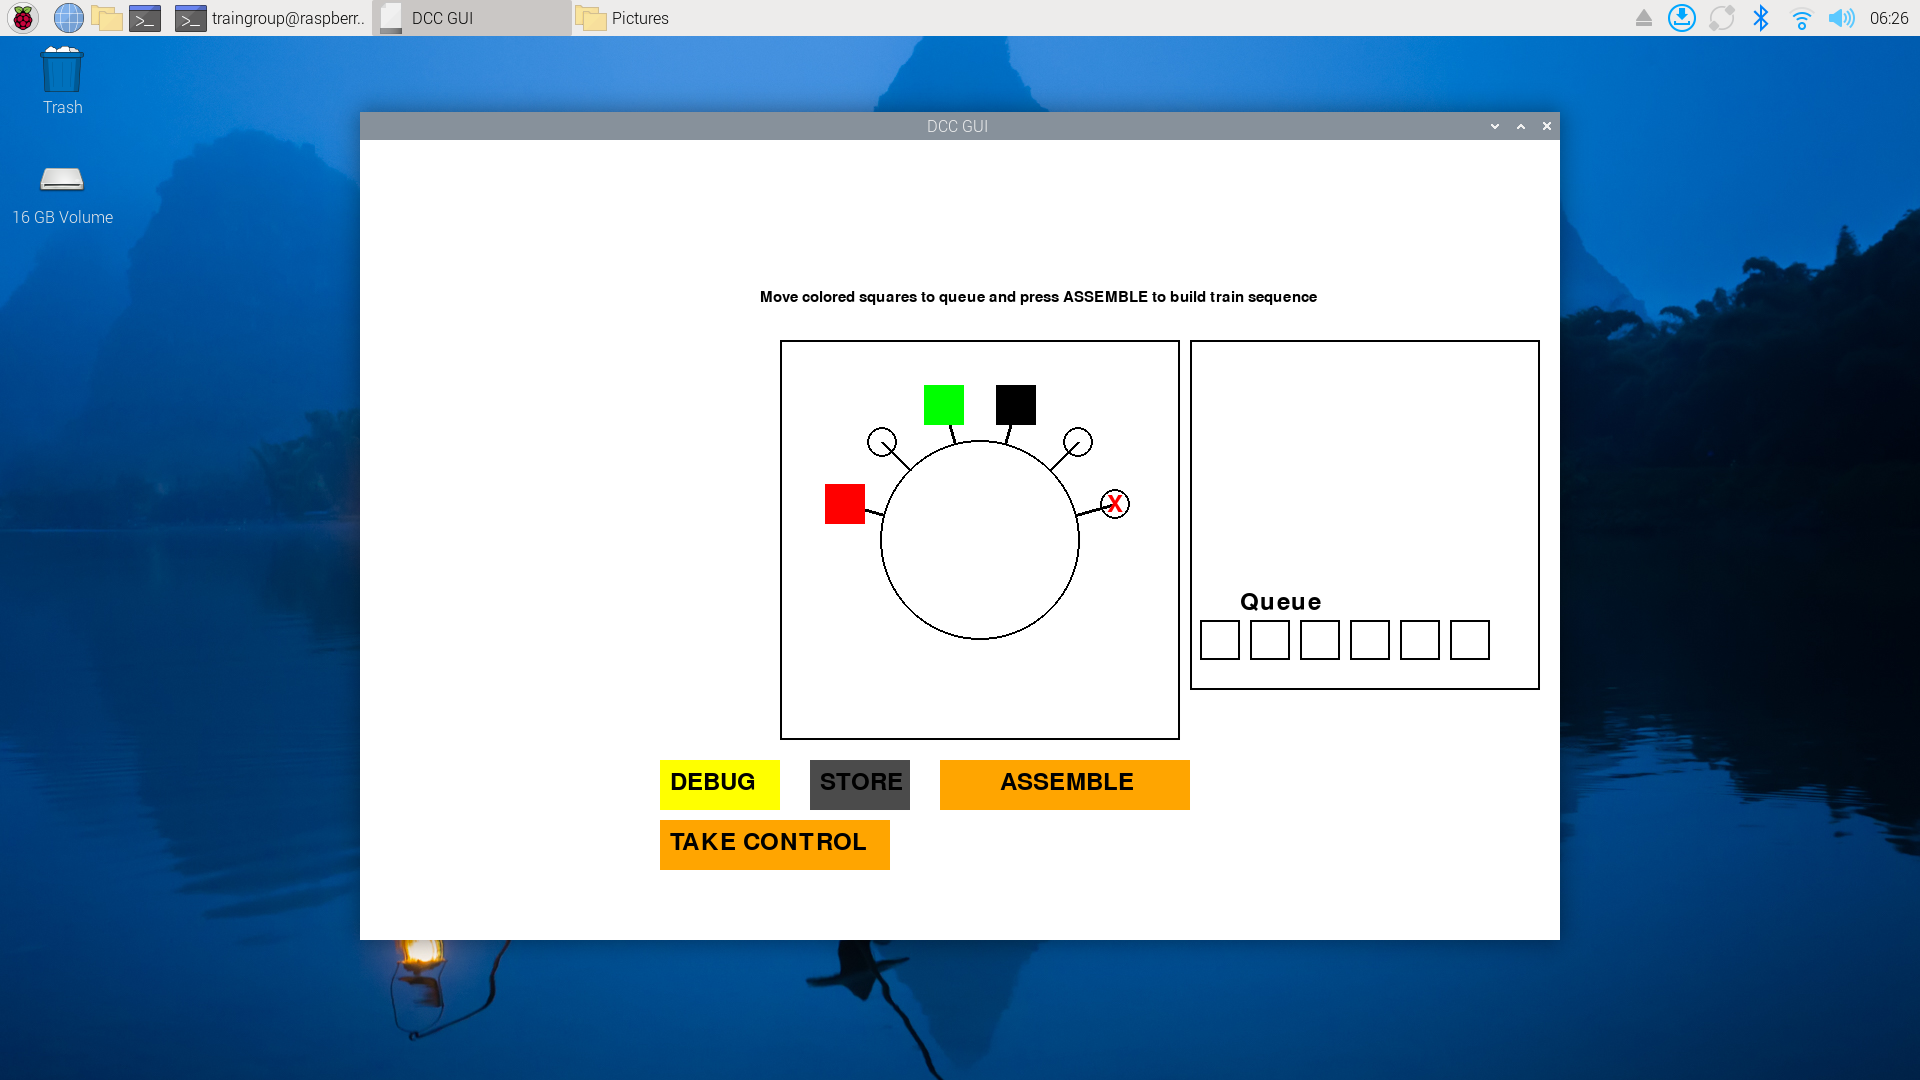 traingroup@raspberr..
DCC GUI
Pictures
06:26
Trash
16 GB Volume
DCC GUI
Move colored squares to queue and press ASSEMBLE to build train sequence
X
Queue
DEBUG
STORE
ASSEMBLE
TAKE CONTROL